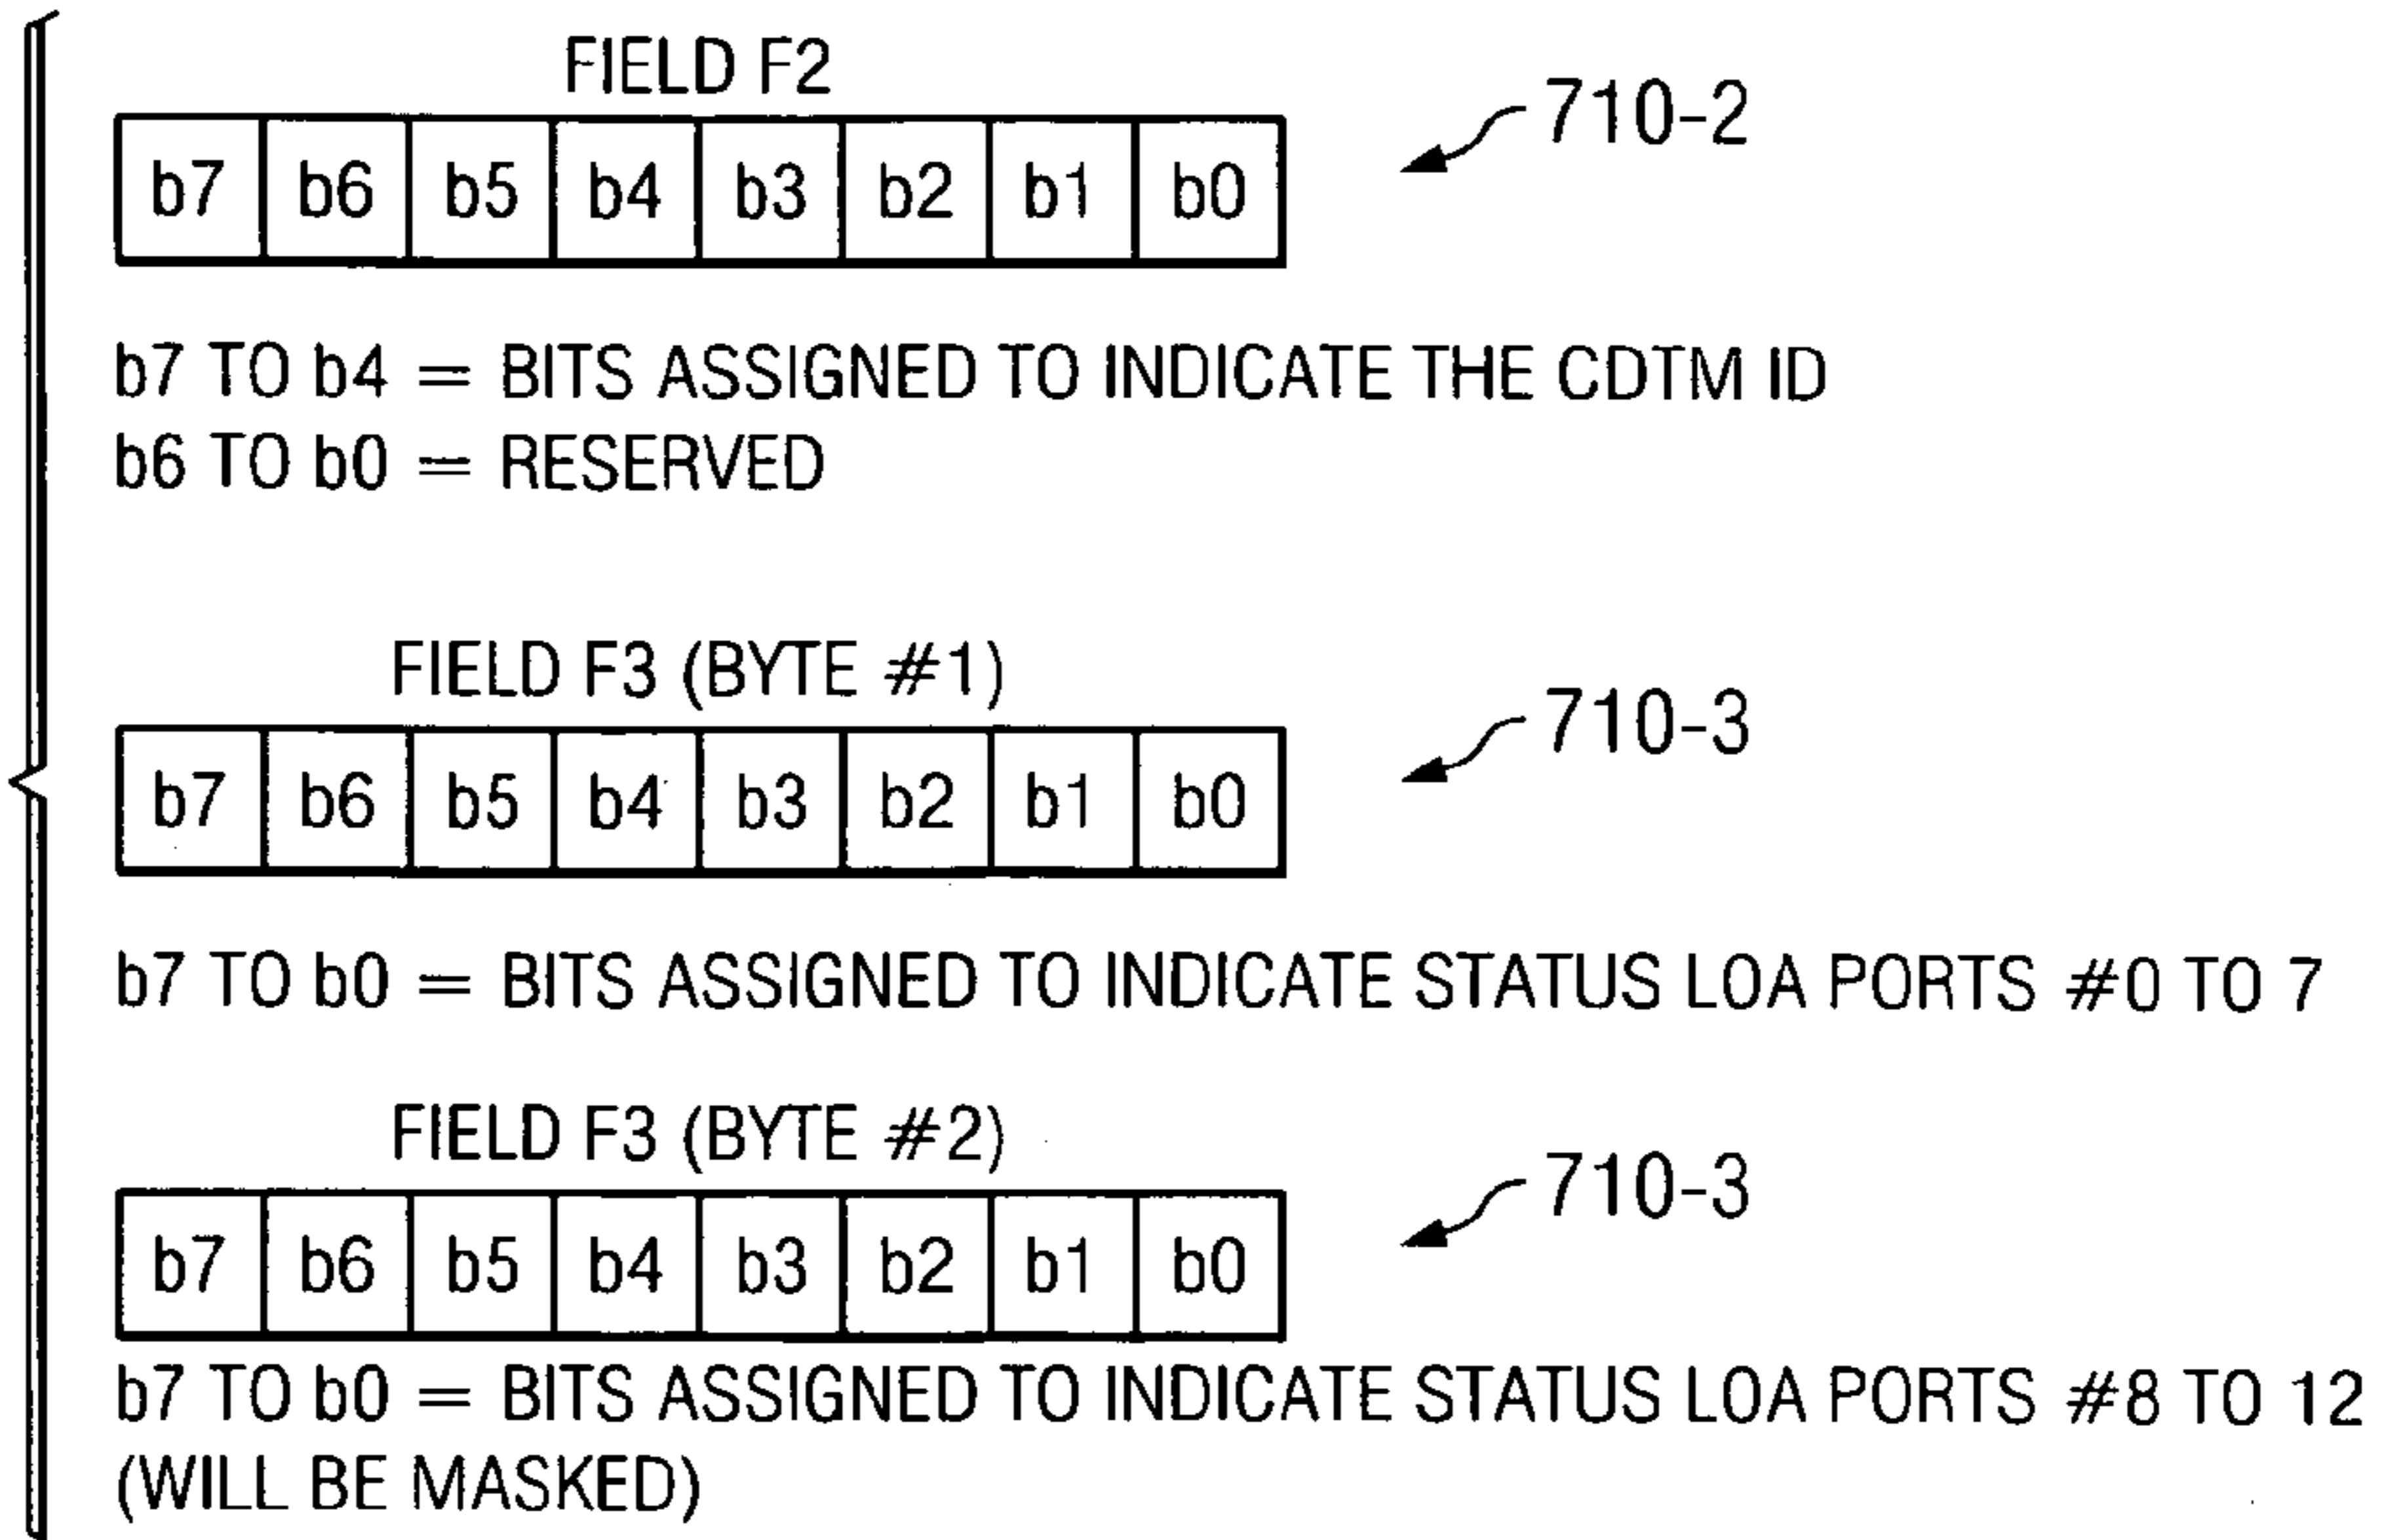 FIELD F2
710-2
b7 b6 b5 b4 b3 b2 b1 b0
b7 TO b4 = BITS ASSIGNED TO INDICATE THE CDTM ID
b6 TO b0 = RESERVED
FIELD F3 (BYTE #1)
710-3
b7 b6 b5 b4 b3 b2 b1 b0
b7 TO b0 = BITS ASSIGNED TO INDICATE STATUS LOA PORTS #0 TO 7
FIELD F3 (BYTE #2)
710-3
b7 b6 b5 b4 b3 b2 b1 b0
b7 TO b0 = BITS ASSIGNED TO INDICATE STATUS LOA PORTS #8 TO 12
(WILL BE MASKED)